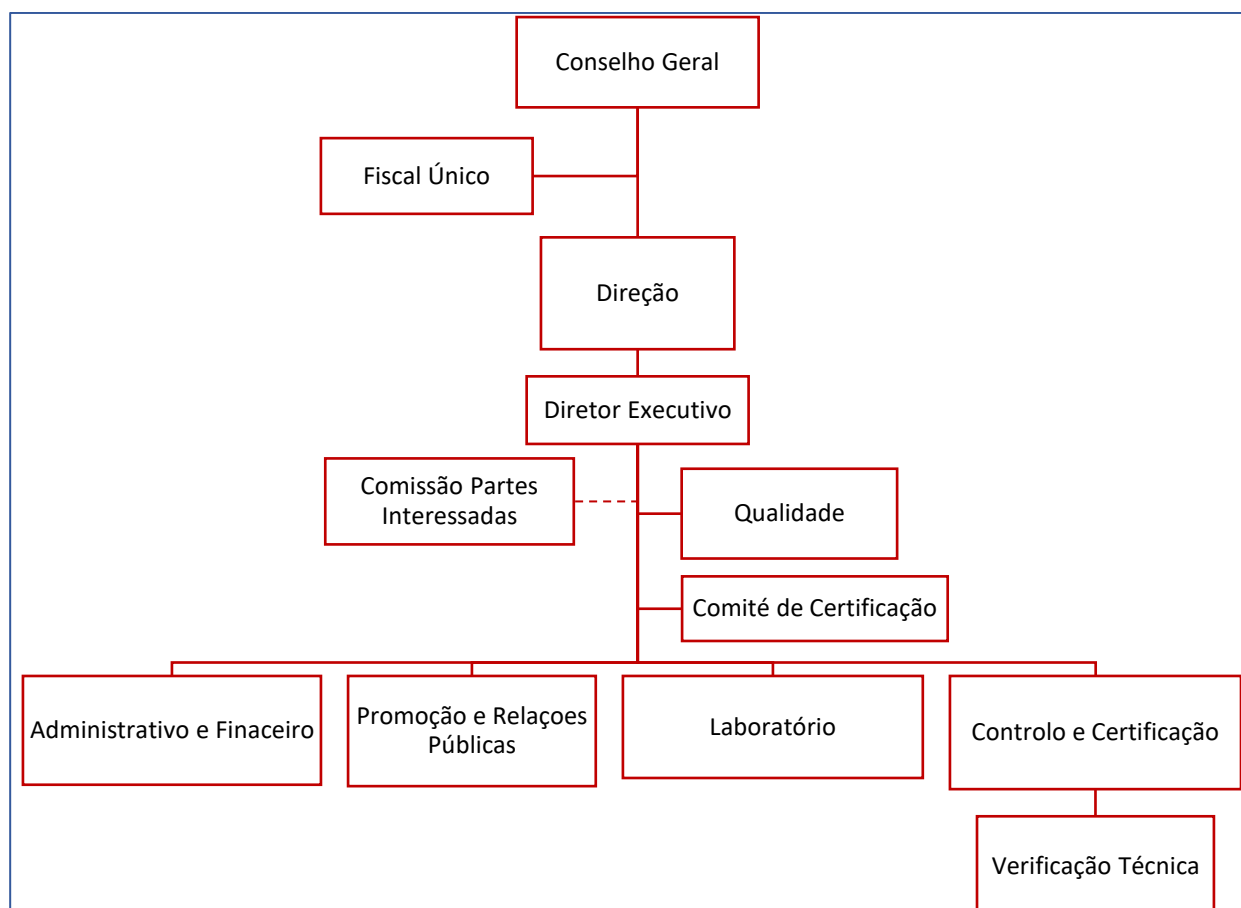 Conselho Geral
Fiscal Único
Direção
Diretor Executivo
Comissão Partes
Interessadas
Qualidade
Comité de Certificação
Administrativo e Finaceiro
Promoção e Relaçoes
Públicas
Laboratório
Controlo e Certificação
Verificação Técnica